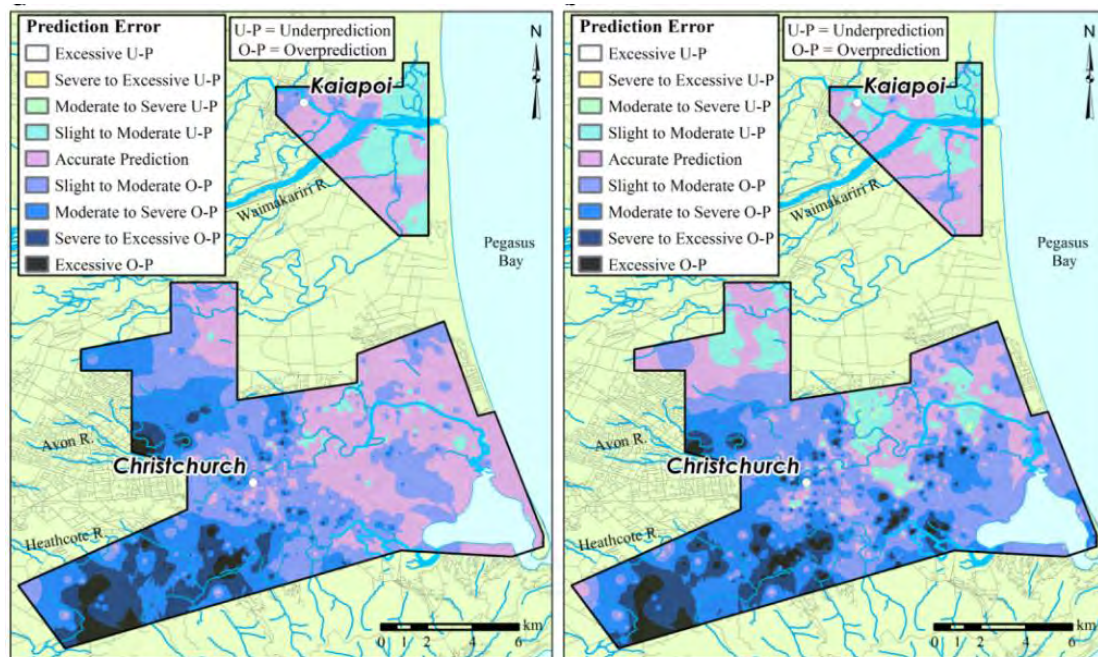 Prediction Error
Excessive U-P
Severe to Excessive U-P
Moderate to Severe U-P
Slight to Moderate U-P
Accurate Prediction
Slight to Moderate O-P
Moderate to Severe O-P
Severe to Excessive O-P
Excessive O-P
U-P = Underprediction
O-P = Overprediction
N
Kaiapoi
Waimakariri R.
Pegasus
Bay
Avon R.
Christchurch
Heathcote R.
km
0 1 2 4 6
Prediction Error
Excessive U-P
Severe to Excessive U-P
Moderate to Severe U-P
Slight to Moderate U-P
Accurate Prediction
Slight to Moderate O-P
Moderate to Severe O-P
Severe to Excessive O-P
Excessive O-P
U-P = Underprediction
O-P = Overprediction
N
Kaiapoi
Waimakariri R.
Pegasus
Bay
Avon R.
Christchurch
Heathcote R.
km
0 1 2 4 6